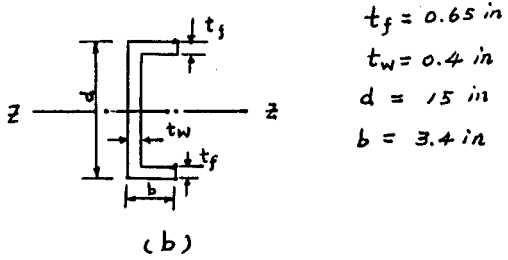 t_f
d
Z
Z
t_w
t_f
b
(b)
t_f = 0.65 in
t_w = 0.4 in
d = 15 in
b = 3.4 in